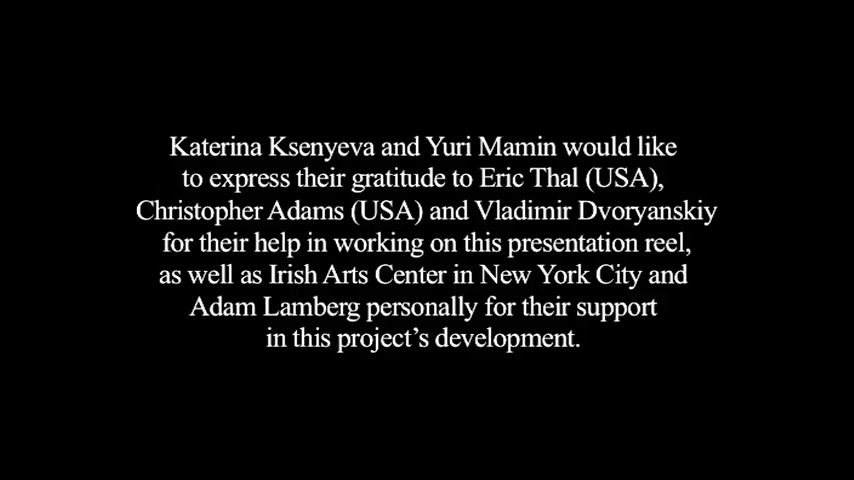 Katerina Ksenyeva and Yuri Mamin would like
to express their gratitude to Eric Thal (USA),
Christopher Adams (USA) and Vladimir Dvoryanskiy
for their help in working on this presentation reel,
as well as Irish Arts Center in New York City and
Adam Lamberg personally for their support
in this project’s development.